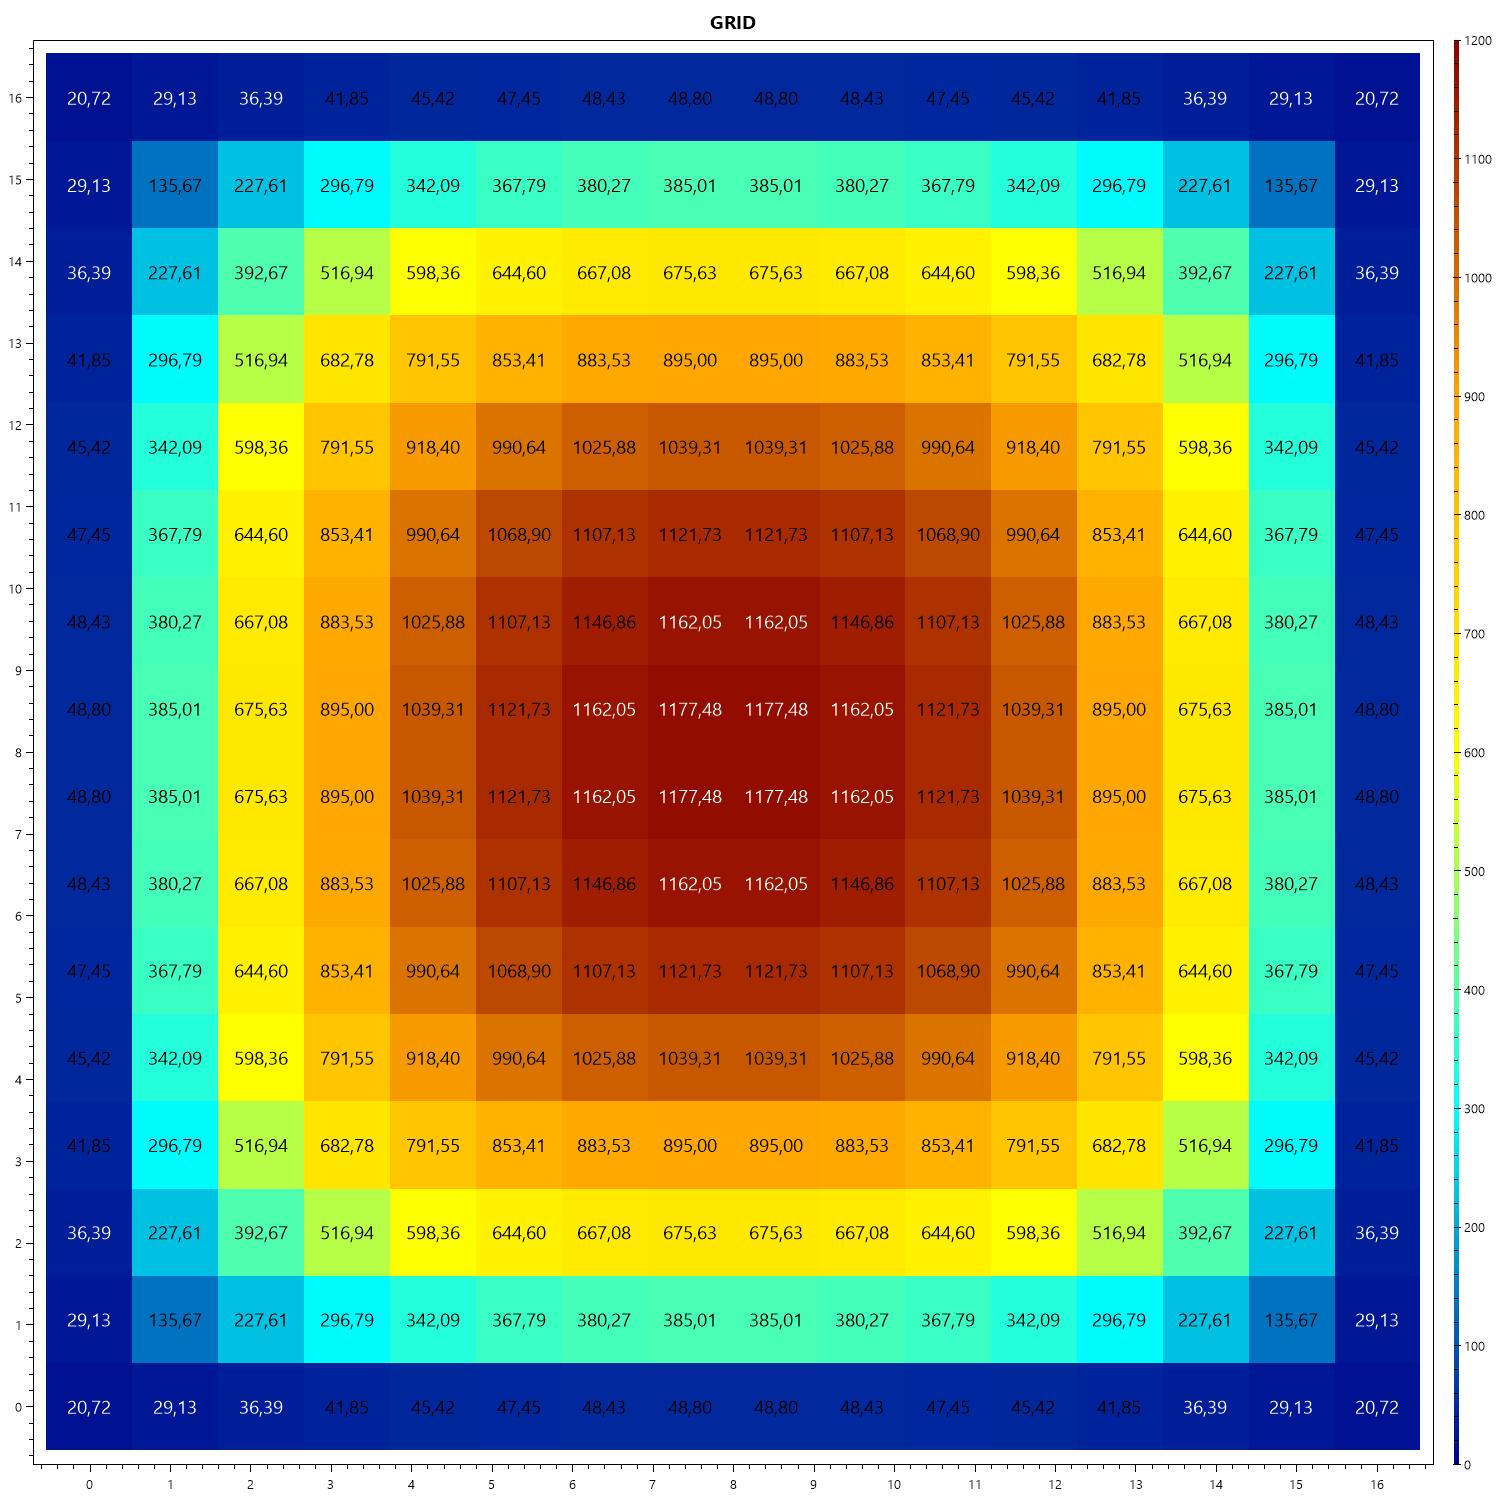 GRID
1200
16 20,72 29,13 36,39 41,85 45,42 47,45 48,43 48,80 48,80 48,43 47,45 45,42 41,85 36,39 29,13 20,72
1100
15 29,13 135,67 227,61 296,79 342,09 367,79 380,27 385,01 385,01 380,27 367,79 342,09 296,79 227,61 135,67 29,13
14 36,39 227,61 392,67 516,94 598,36 644,60 667,08 675,63 675,63 667,08 644,60 598,36 516,94 392,67 227,61 36,39
1000
13 41,85 296,79 516,94 682,78 791,55 853,41 883,53 895,00 895,00 883,53 853,41 791,55 682,78 516,94 296,79 41,85
900
12 45,42 342,09 598,36 791,55 918,40 990,64 1025,88 1039,31 1039,31 1025,88 990,64 918,40 791,55 598,36 342,09 45,42
11
800
47,45 367,79 644,60 853,41 990,64 1068,90 1107,13 1121,73 1121,73 1107,13 1068,90 990,64 853,41 644,60 367,79 47,45
10
48,43 380,27 667,08 883,53 1025,88 1107,13 1146,86 1162,05 1162,05 1146,86 1107,13 1025,88 883,53 667,08 380,27 48,43
700
9
48,80 385,01 675,63 895,00 1039,31 1121,73 1162,05 1177,48 1177,48 1162,05 1121,73 1039,31 895,00 675,63 385,01 48,80
8 600
48,80 385,01 675,63 895,00 1039,31 1121,73 1162,05 1177,48 1177,48 1162,05 1121,73 1039,31 895,00 675,63 385,01 48,80
7
500
48,43 380,27 667,08 883,53 1025,88 1107,13 1146,86 1162,05 1162,05 1146,86 1107,13 1025,88 883,53 667,08 380,27 48,43
6
47,45 367,79 644,60 853,41 990,64 1068,90 1107,13 1121,73 1121,73 1107,13 1068,90 990,64 853,41 644,60 367,79 47,45
400
5
45,42 342,09 598,36 791,55 918,40 990,64 1025,88 1039,31 1039,31 1025,88 990,64 918,40 791,55 598,36 342,09 45,42
4
300
41,85 296,79 516,94 682,78 791,55 853,41 883,53 895,00 895,00 883,53 853,41 791,55 682,78 516,94 296,79 41,85
3
200
36,39 227,61 392,67 516,94 598,36 644,60 667,08 675,63 675,63 667,08 644,60 598,36 516,94 392,67 227,61 36,39
2
29,13 135,67 227,61 296,79 342,09 367,79 380,27 385,01 385,01 380,27 367,79 342,09 296,79 227,61 135,67 29,13
1
100
0 20,72 29,13 36,39 41,85 45,42 47,45 48,43 48,80 48,80 48,43 47,45 45,42 41,85 36,39 29,13 20,72
0
0 1 2 3 4 5 6 7 8 9 10 11 12 13 14 15 16